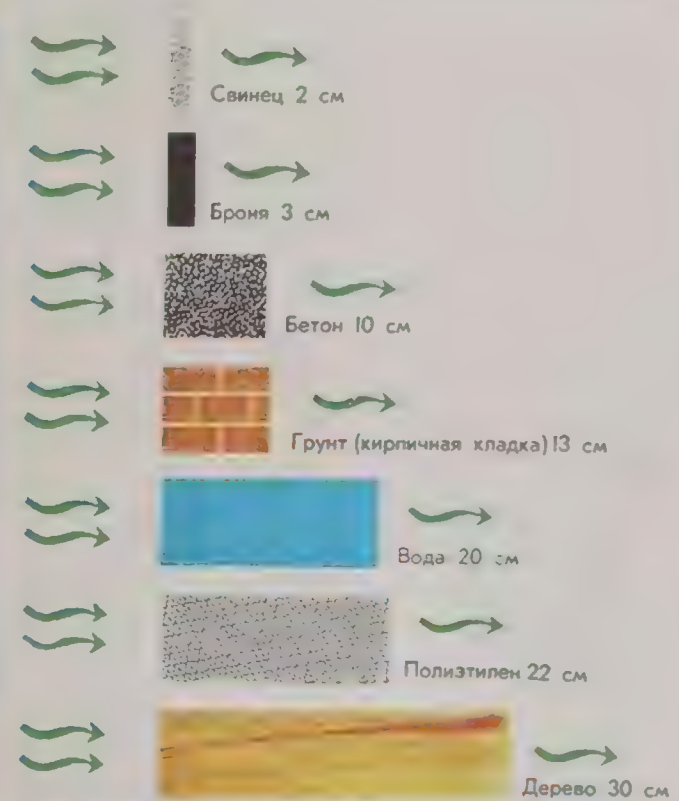 Свинец 2 см
Броня 3 см
Бетон 10 см
Грунт (кирпичная кладка) 13 см
Вода 20 см
Полиэтилен 22 см
Дерево 30 см